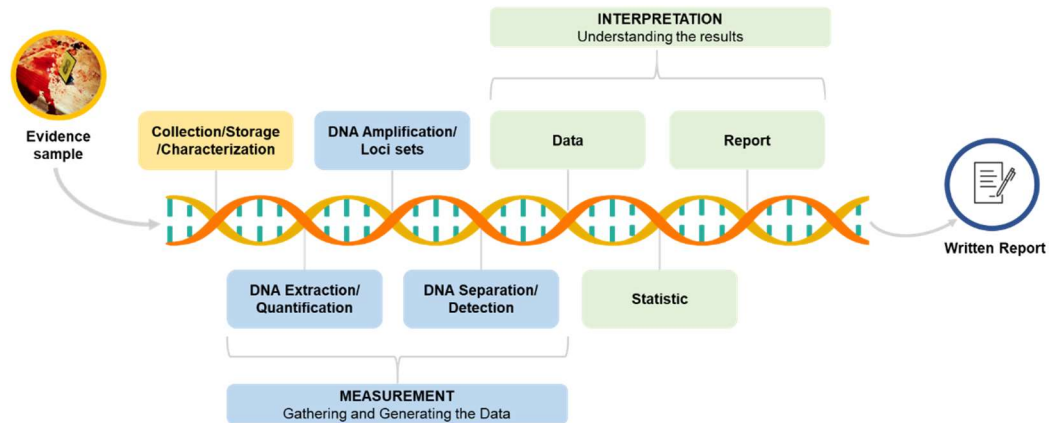 INTERPRETATION
Understanding the results
Evidence
sample
Collection/Storage
/Characterization
DNA Amplification/
Loci sets
Data
Report
Written Report
DNA Extraction/
Quantification
DNA Separation/
Detection
Statistic
MEASUREMENT
Gathering and Generating the Data